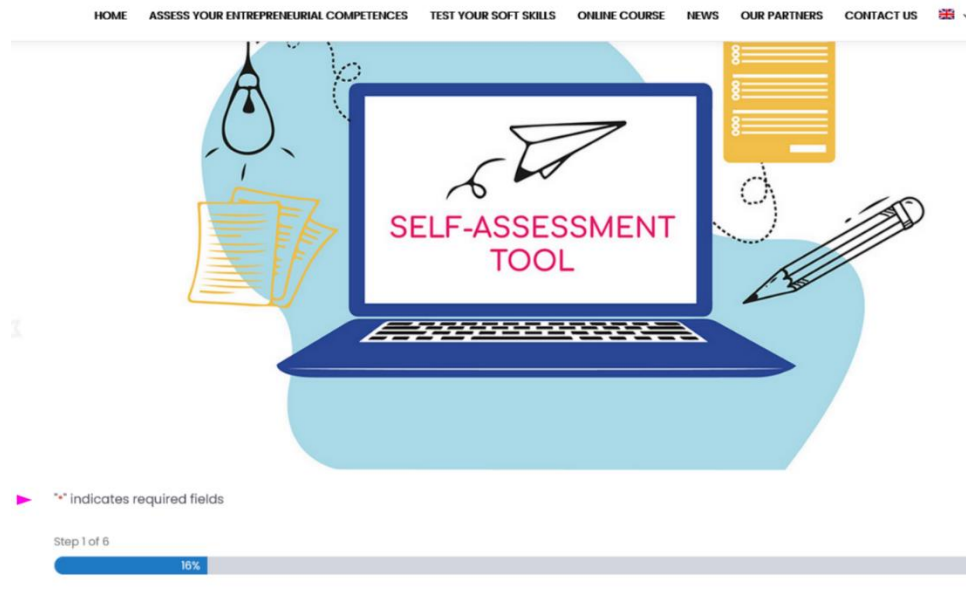 HOME ASSESS YOUR ENTREPRENEURIAL COMPETENCES TEST YOUR SOFT SKILLS ONLINE COURSE NEWS OUR PARTNERS CONTACT US
SELF-ASSESSMENT
TOOL
"*" indicates required fields
Step 1 of 6
16%